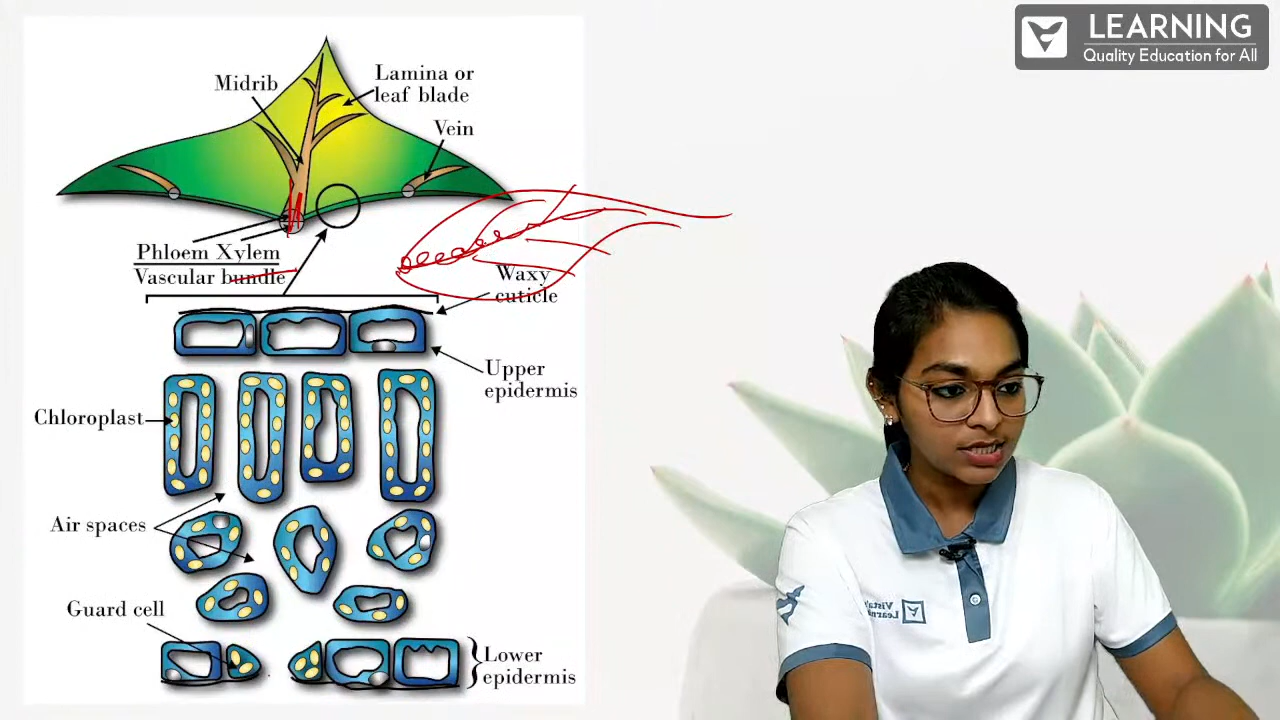 LEARNING
Quality Education for All
Midrib
Lamina or
leaf blade
Vein
Phloem Xylem
Vascular bundle
Waxy
cuticle
Upper
epidermis
Chloroplast
Air spaces
Guard cell
Lower
epidermis